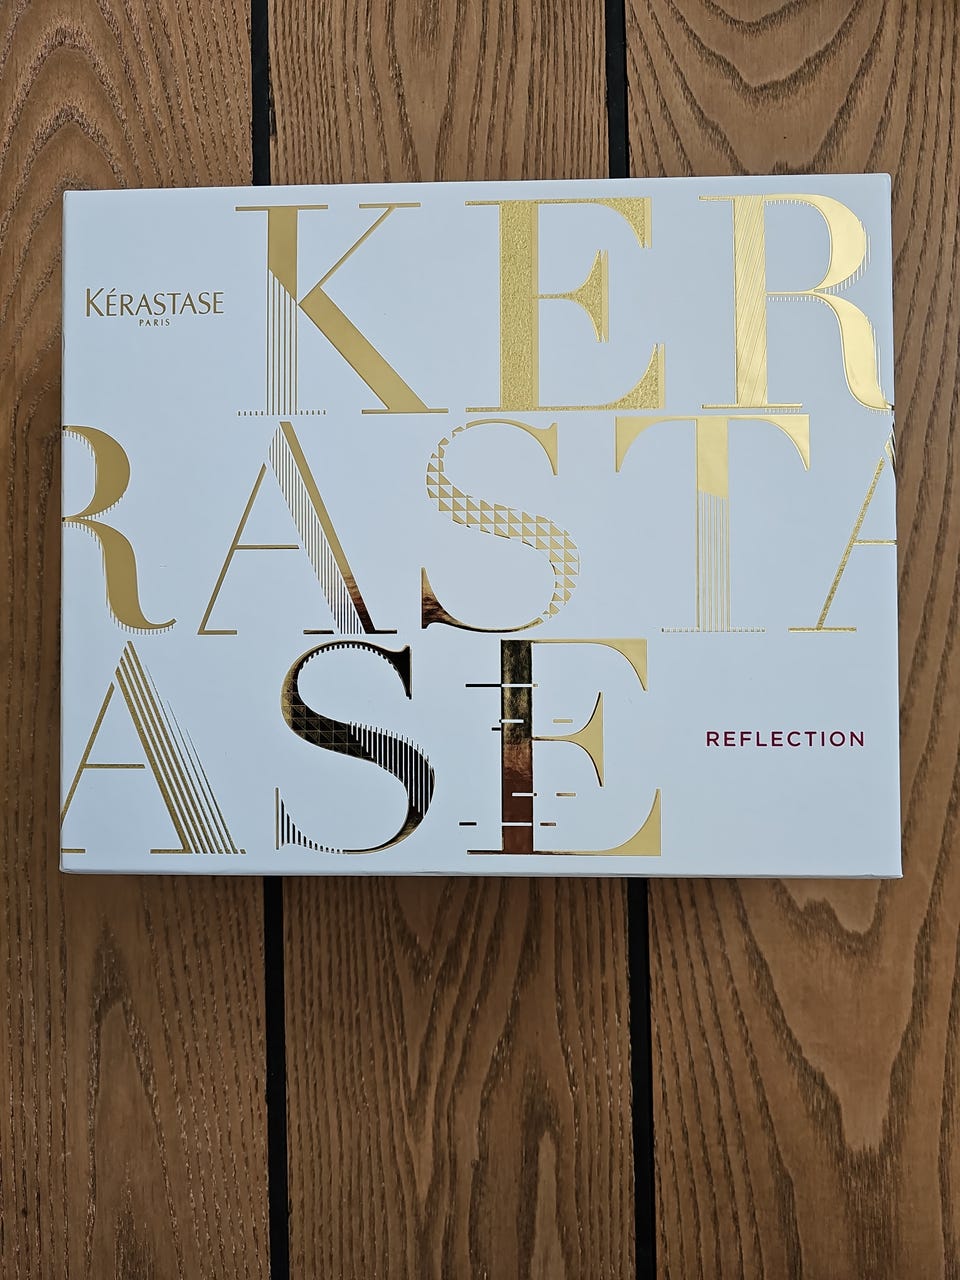 KÉRASTASE
PARIS
KER
RASTA
ASE
REFLECTION